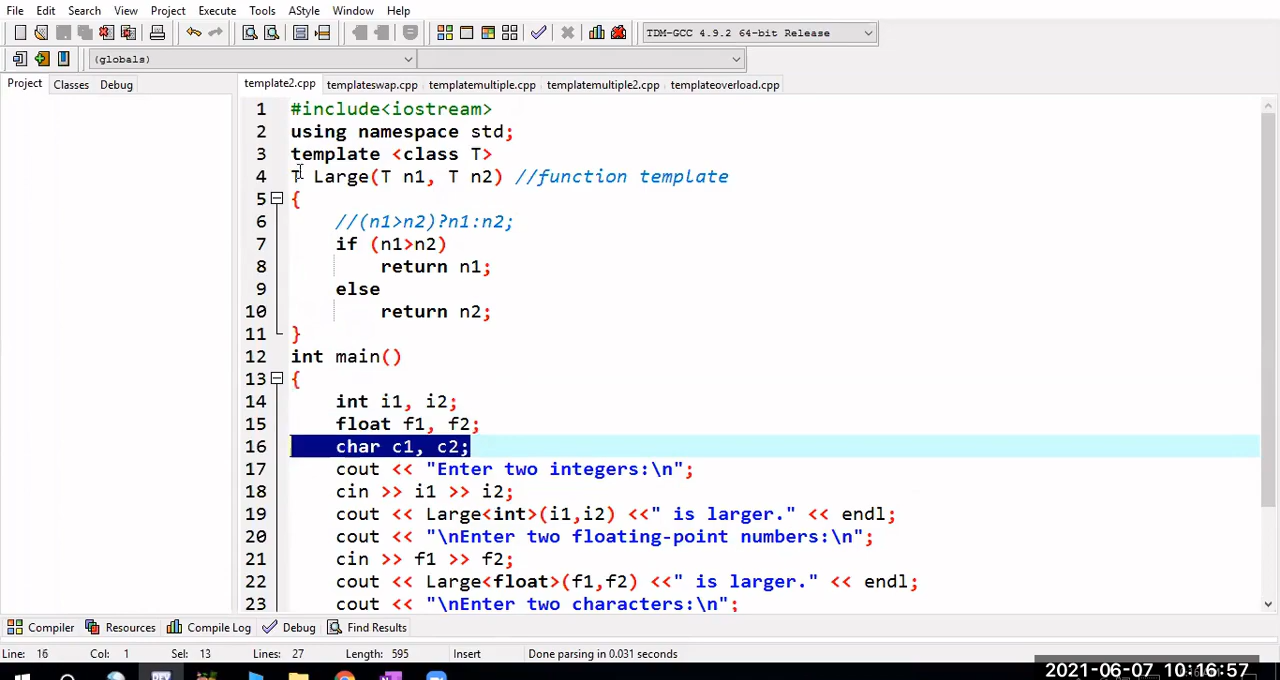 File Edit Search View Project Execute Tools AStyle Window Help
TDM-GCC 4.9.2 64-bit Release
(globals)
Project Classes Debug
template2.cpp templateswap.cpp templatemultiple.cpp templatemultiple2.cpp templateoverload.cpp
1 #include<iostream>
2 using namespace std;
3 template <class T>
4 T Large(T n1, T n2) //function template
5 {
6 //(n1>n2)?n1:n2;
7 if (n1>n2)
8 return n1;
9 else
10 return n2;
11 }
12 int main()
13 {
14 int i1, i2;
15 float f1, f2;
16 char c1, c2;
17 cout << "Enter two integers:\n";
18 cin >> i1 >> i2;
19 cout << Large<int>(i1,i2) <<" is larger." << endl;
20 cout << "\nEnter two floating-point numbers:\n";
21 cin >> f1 >> f2;
22 cout << Large<float>(f1,f2) <<" is larger." << endl;
23 cout << "\nEnter two characters:\n";
Compiler Resources Compile Log Debug Find Results
Line: 16 Col: 1 Sel: 13 Lines: 27 Length: 595 Insert Done parsing in 0.031 seconds
DEV
2021-06-07 10:16:57